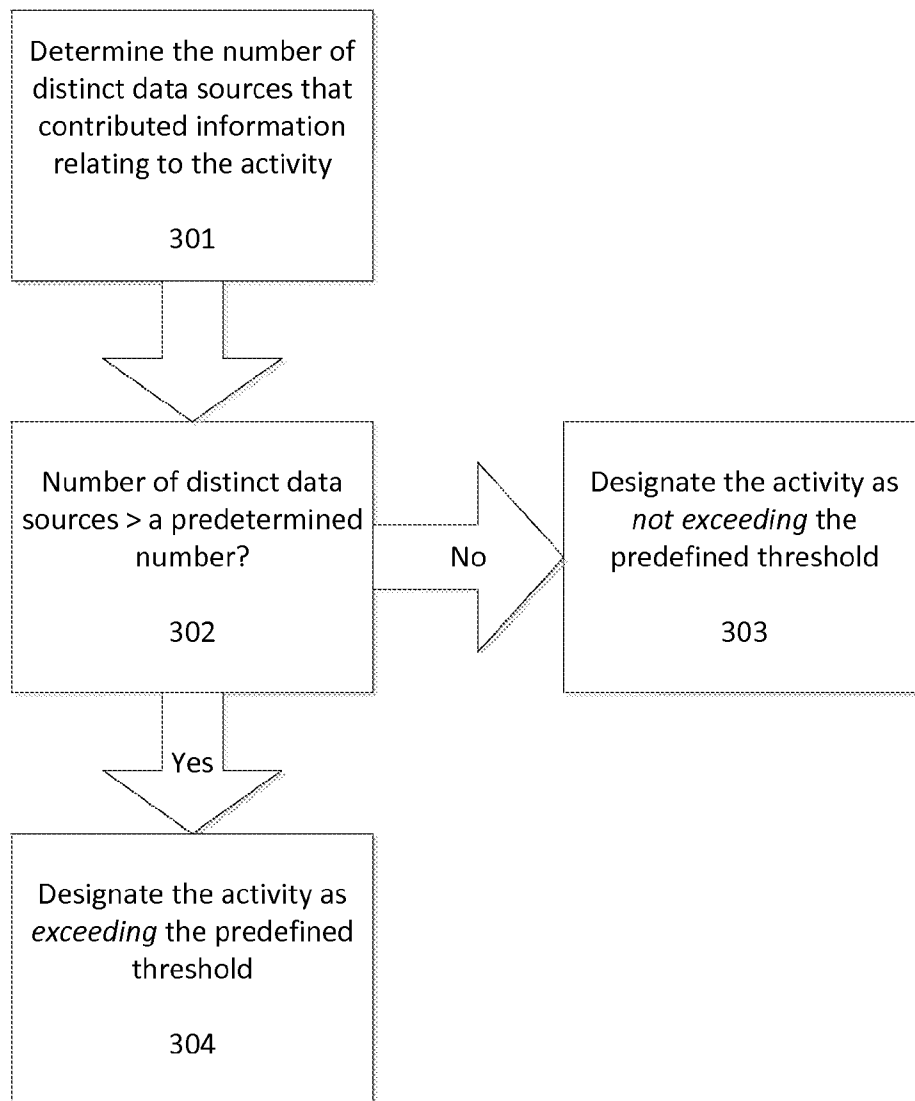 Determine the number of
distinct data sources that
contributed information
relating to the activity
301
Number of distinct data
sources > a predetermined
number?
302
No
Designate the activity as
not exceeding the
predefined threshold
303
Yes
Designate the activity as
exceeding the predefined
threshold
304